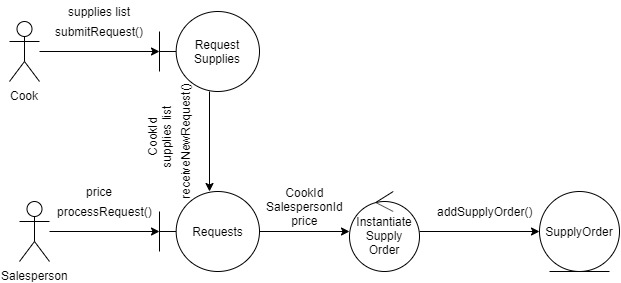 supplies list
submitRequest()
Request
Supplies
Cook
CookId
supplies list
receiveNewRequest()
price
processRequest()
Salesperson
Requests
CookId
SalespersonId
price
Instantiate
Supply
Order
addSupplyOrder()
SupplyOrder